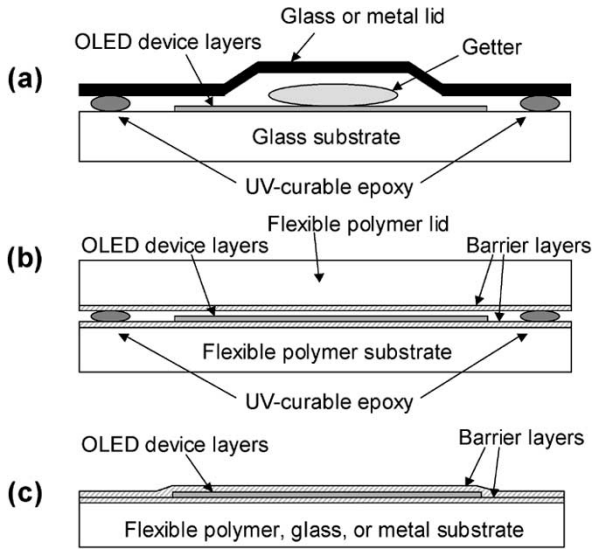 Glass or metal lid
OLED device layers
Getter
(a)
Glass substrate
UV-curable epoxy
Flexible polymer lid
OLED device layers
Barrier layers
(b)
Flexible polymer substrate
UV-curable epoxy
OLED device layers
Barrier layers
(c)
Flexible polymer, glass, or metal substrate